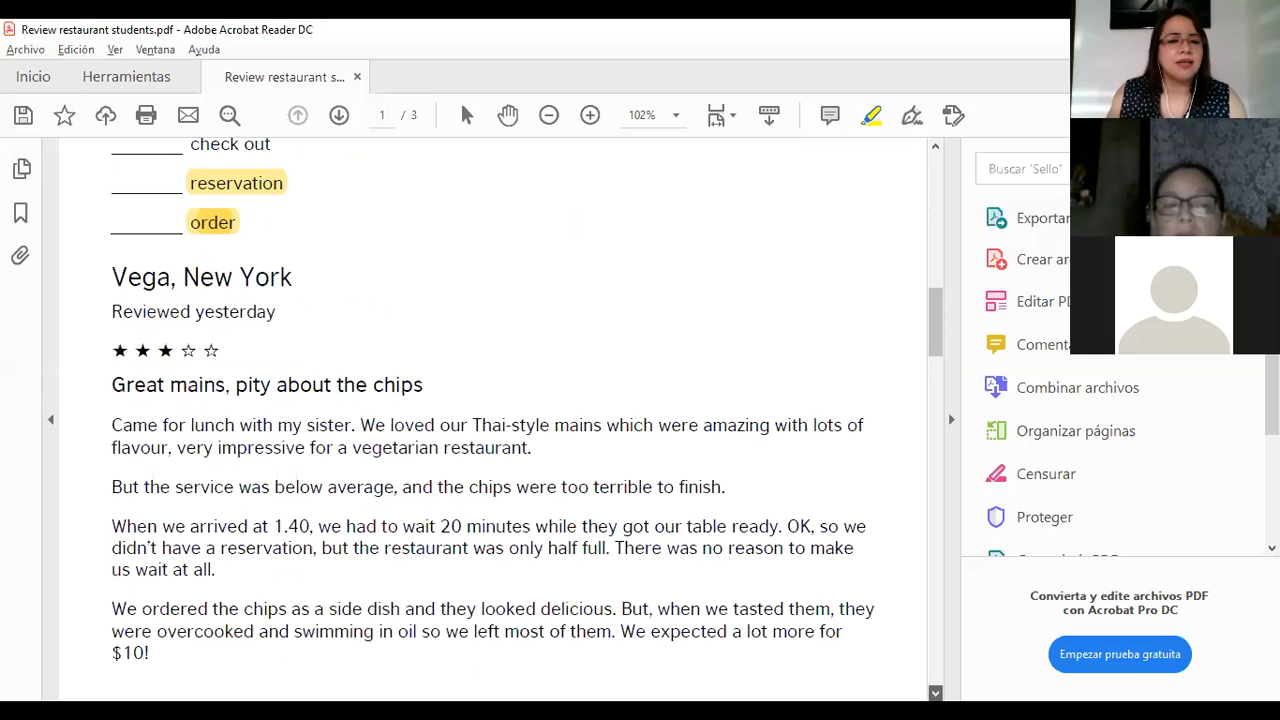 Review restaurant students.pdf - Adobe Acrobat Reader DC
Archivo Edición Ver Ventana Ayuda
Inicio Herramientas Review restaurant s... ×
1 / 3 102%
check out
reservation
order
Vega, New York
Reviewed yesterday
★ ★ ★ ☆ ☆
Great mains, pity about the chips
Came for lunch with my sister. We loved our Thai-style mains which were amazing with lots of
flavour, very impressive for a vegetarian restaurant.
But the service was below average, and the chips were too terrible to finish.
When we arrived at 1.40, we had to wait 20 minutes while they got our table ready. OK, so we
didn't have a reservation, but the restaurant was only half full. There was no reason to make
us wait at all.
We ordered the chips as a side dish and they looked delicious. But, when we tasted them, they
were overcooked and swimming in oil so we left most of them. We expected a lot more for
$10!
Buscar 'Sello'
Exportar
Crear ar
Editar PD
Comenta
Combinar archivos
Organizar páginas
Censurar
Proteger
Convierta y edite archivos PDF
con Acrobat Pro DC
Empezar prueba gratuita